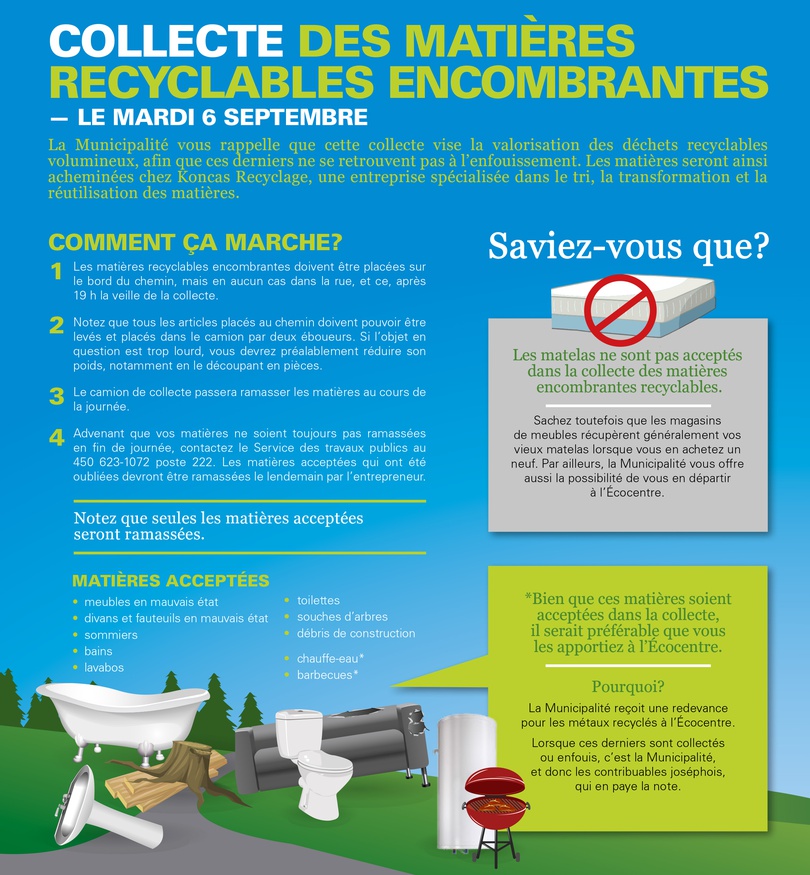 COLLECTE DES MATIÈRES
RECYCLABLES ENCOMBRANTES
– LE MARDI 6 SEPTEMBRE
La Municipalité vous rappelle que cette collecte vise la valorisation des déchets recyclables
volumineux, afin que ces derniers ne se retrouvent pas à l'enfouissement. Les matières seront ainsi
acheminées chez Koncas Recyclage, une entreprise spécialisée dans le tri, la transformation et la
réutilisation des matières.
COMMENT ÇA MARCHE?
1 Les matières recyclables encombrantes doivent être placées sur
le bord du chemin, mais en aucun cas dans la rue, et ce, après
19 h la veille de la collecte.
2 Notez que tous les articles placés au chemin doivent pouvoir être
levés et placés dans le camion par deux éboueurs. Si l'objet en
question est trop lourd, vous devrez préalablement réduire son
poids, notamment en le découpant en pièces.
3 Le camion de collecte passera ramasser les matières au cours de
la journée.
4 Advenant que vos matières ne soient toujours pas ramassées
en fin de journée, contactez le Service des travaux publics au
450 623-1072 poste 222. Les matières acceptées qui ont été
oubliées devront être ramassées le lendemain par l'entrepreneur.
Notez que seules les matières acceptées
seront ramassées.
MATIÈRES ACCEPTÉES
• meubles en mauvais état
• divans et fauteuils en mauvais état
• sommiers
• bains
• lavabos
• toilettes
• souches d'arbres
• débris de construction
• chauffe-eau*
• barbecues*
Saviez-vous que?
Les matelas ne sont pas acceptés
dans la collecte des matières
encombrantes recyclables.
Sachez toutefois que les magasins
de meubles récupèrent généralement vos
vieux matelas lorsque vous en achetez un
neuf. Par ailleurs, la Municipalité vous offre
aussi la possibilité de vous en départir
à l'Écocentre.
*Bien que ces matières soient
acceptées dans la collecte,
il serait préférable que vous
les apportiez à l'Écocentre.
Pourquoi?
La Municipalité reçoit une redevance
pour les métaux recyclés à l'Écocentre.
Lorsque ces derniers sont collectés
ou enfouis, c'est la Municipalité,
et donc les contribuables joséphois,
qui en paye la note.